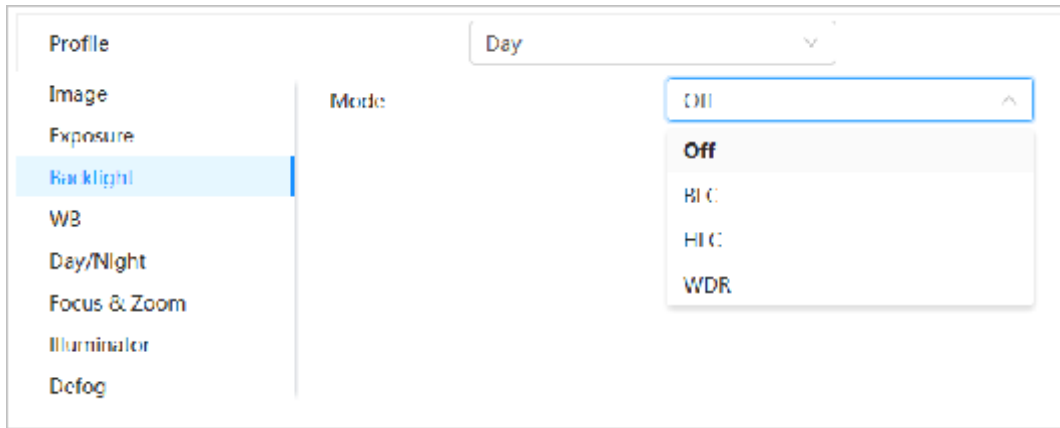 Profile Day
Image Mode Off
Exposure Off
Backlight BLC
WB HLC
Day/Night WDR
Focus & Zoom
Illuminator
Defog